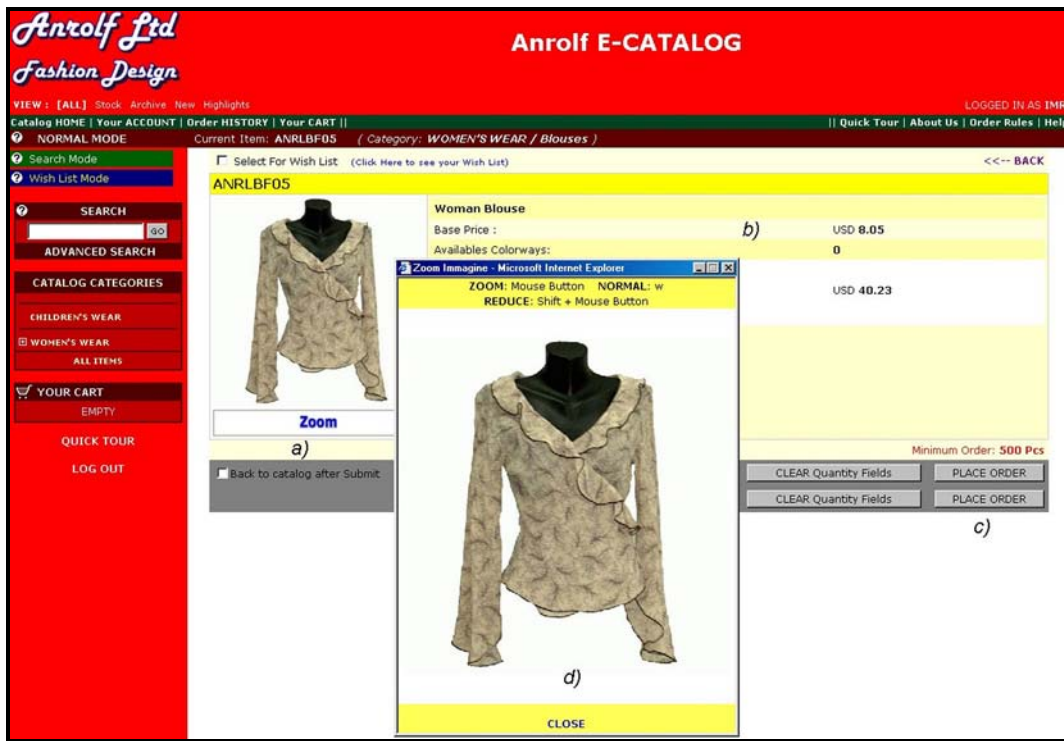 Anrolf Ltd
Fashion Design
Anrolf E-CATALOG
VIEW : [ALL] Stock Archive New Highlights
LOGGED IN AS IMR
Catalog HOME | Your ACCOUNT | Order HISTORY | Your CART ||
|| Quick Tour | About Us | Order Rules | Help
? NORMAL MODE
Current Item: ANRLBF05 ( Category: WOMEN'S WEAR / Blouses )
? Search Mode
? Wish List Mode
? SEARCH
GO
ADVANCED SEARCH
CATALOG CATEGORIES
CHILDREN'S WEAR
WOMEN'S WEAR
ALL ITEMS
YOUR CART
EMPTY
QUICK TOUR
LOG OUT
Select For Wish List (Click Here to see your Wish List)
<<-- BACK
ANRLBF05
Woman Blouse
Base Price : b) USD 8.05
Availables Colorways: 0
USD 40.23
Zoom
a)
Minimum Order: 500 Pcs
Back to catalog after Submit
CLEAR Quantity Fields PLACE ORDER
CLEAR Quantity Fields PLACE ORDER
c)
Zoom Immagine - Microsoft Internet Explorer
ZOOM: Mouse Button NORMAL: w
REDUCE: Shift + Mouse Button
d)
CLOSE